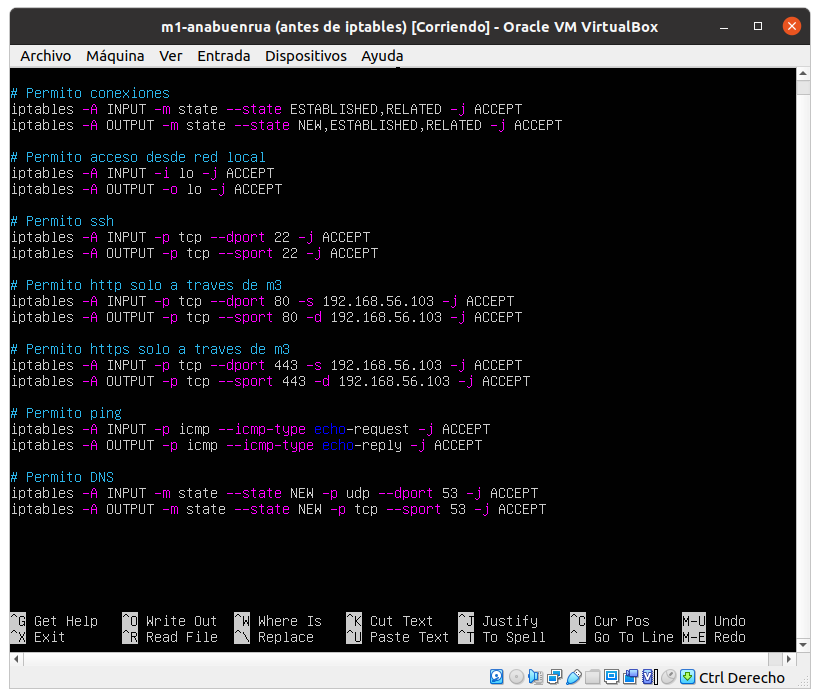 m1-anabuenrua (antes de iptables) [Corriendo] - Oracle VM VirtualBox
Archivo Máquina Ver Entrada Dispositivos Ayuda
# Permito conexiones
iptables -A INPUT -m state --state ESTABLISHED,RELATED -j ACCEPT
iptables -A OUTPUT -m state --state NEW,ESTABLISHED,RELATED -j ACCEPT
# Permito acceso desde red local
iptables -A INPUT -i lo -j ACCEPT
iptables -A OUTPUT -o lo -j ACCEPT
# Permito ssh
iptables -A INPUT -p tcp --dport 22 -j ACCEPT
iptables -A OUTPUT -p tcp --sport 22 -j ACCEPT
# Permito http solo a traves de m3
iptables -A INPUT -p tcp --dport 80 -s 192.168.56.103 -j ACCEPT
iptables -A OUTPUT -p tcp --sport 80 -d 192.168.56.103 -j ACCEPT
# Permito https solo a traves de m3
iptables -A INPUT -p tcp --dport 443 -s 192.168.56.103 -j ACCEPT
iptables -A OUTPUT -p tcp --sport 443 -d 192.168.56.103 -j ACCEPT
# Permito ping
iptables -A INPUT -p icmp --icmp-type echo-request -j ACCEPT
iptables -A OUTPUT -p icmp --icmp-type echo-reply -j ACCEPT
# Permito DNS
iptables -A INPUT -m state --state NEW -p udp --dport 53 -j ACCEPT
iptables -A OUTPUT -m state --state NEW -p tcp --sport 53 -j ACCEPT
^G Get Help ^O Write Out ^W Where Is ^K Cut Text ^J Justify ^C Cur Pos M-U Undo
^X Exit ^R Read File ^\ Replace ^U Paste Text ^T To Spell ^_ Go To Line M-E Redo
Ctrl Derecho